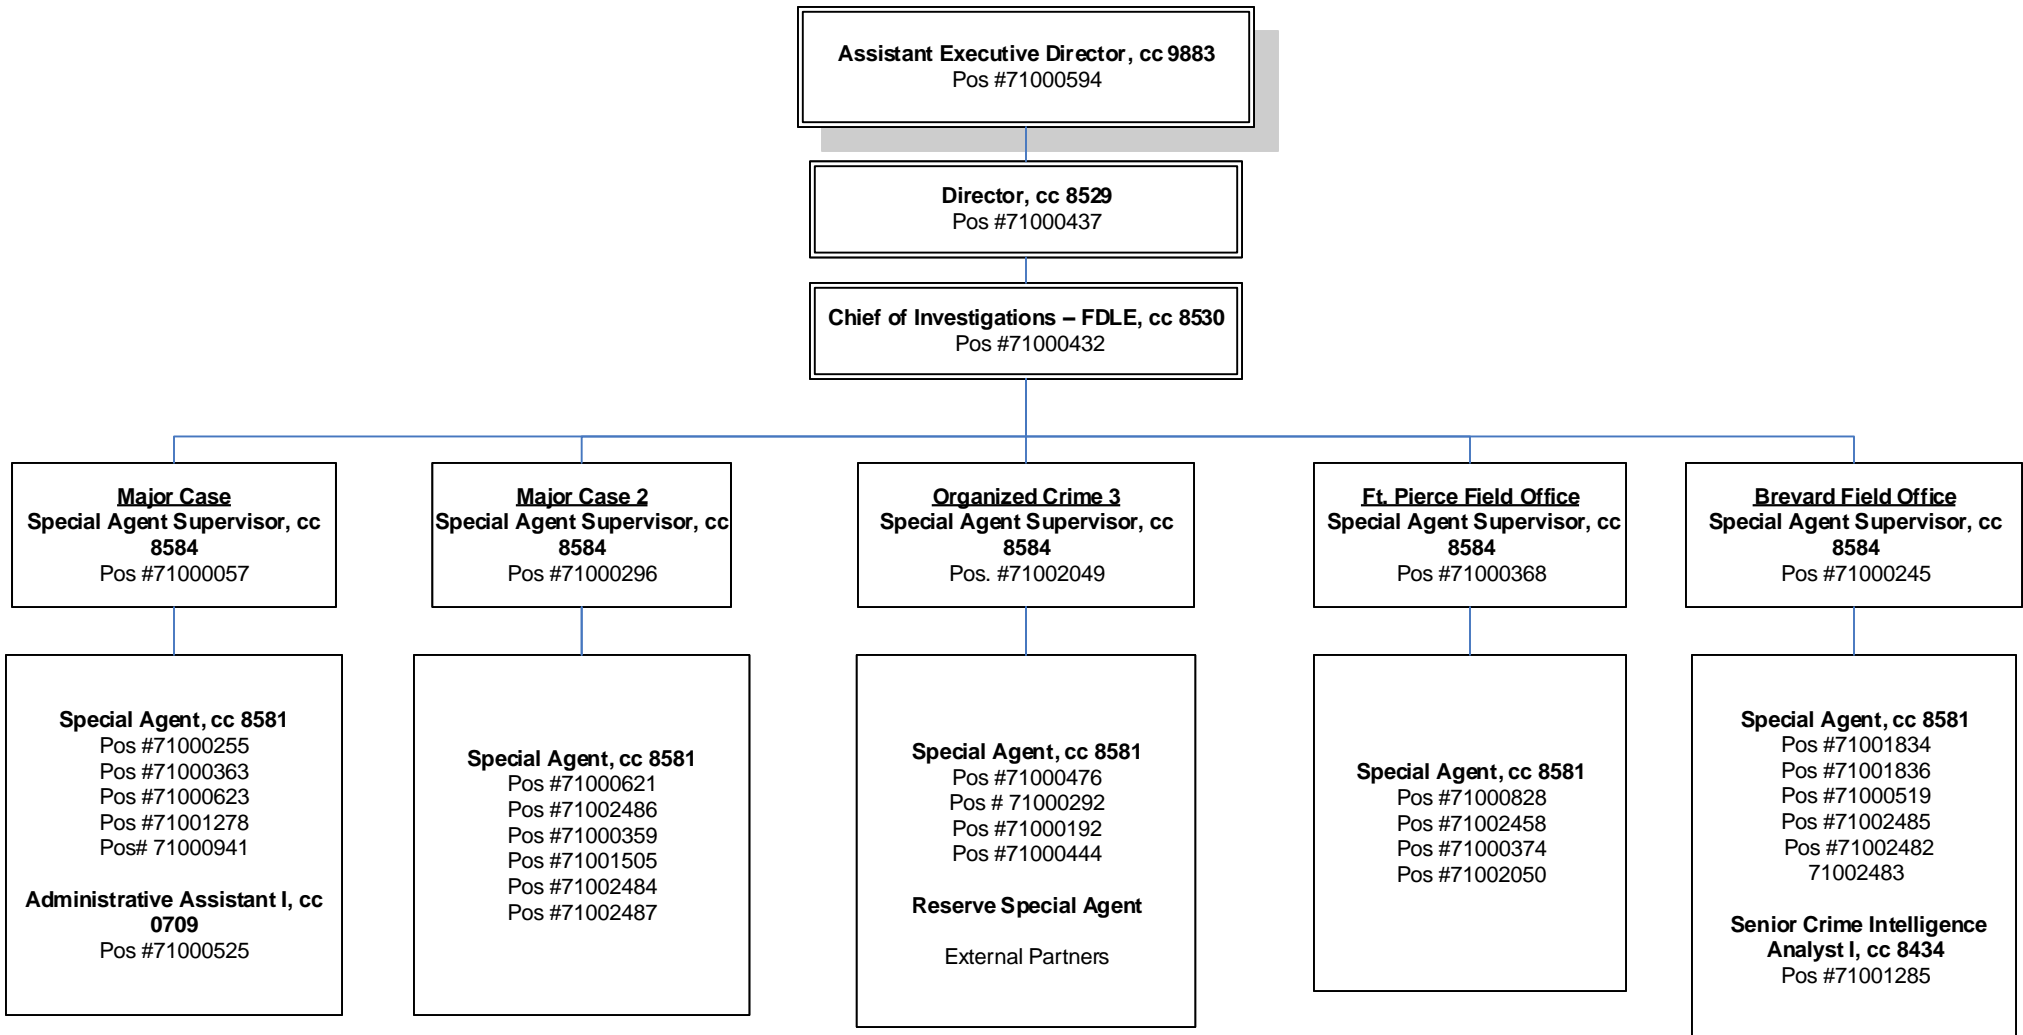 Assistant Executive Director, cc 9883
Pos #71000594
Director, cc 8529
Pos #71000437
Chief of Investigations – FDLE, cc 8530
Pos #71000432
Major Case
Special Agent Supervisor, cc
8584
Pos #71000057
Major Case 2
Special Agent Supervisor, cc
8584
Pos #71000296
Organized Crime 3
Special Agent Supervisor, cc
8584
Pos. #71002049
Ft. Pierce Field Office
Special Agent Supervisor, cc
8584
Pos #71000368
Brevard Field Office
Special Agent Supervisor, cc
8584
Pos #71000245
Special Agent, cc 8581
Pos #71000255
Pos #71000363
Pos #71000623
Pos #71001278
Pos# 71000941
Administrative Assistant I, cc
0709
Pos #71000525
Special Agent, cc 8581
Pos #71000621
Pos #71002486
Pos #71000359
Pos #71001505
Pos #71002484
Pos #71002487
Special Agent, cc 8581
Pos #71000476
Pos # 71000292
Pos #71000192
Pos #71000444
Reserve Special Agent
External Partners
Special Agent, cc 8581
Pos #71000828
Pos #71002458
Pos #71000374
Pos #71002050
Special Agent, cc 8581
Pos #71001834
Pos #71001836
Pos #71000519
Pos #71002485
Pos #71002482
71002483
Senior Crime Intelligence
Analyst I, cc 8434
Pos #71001285